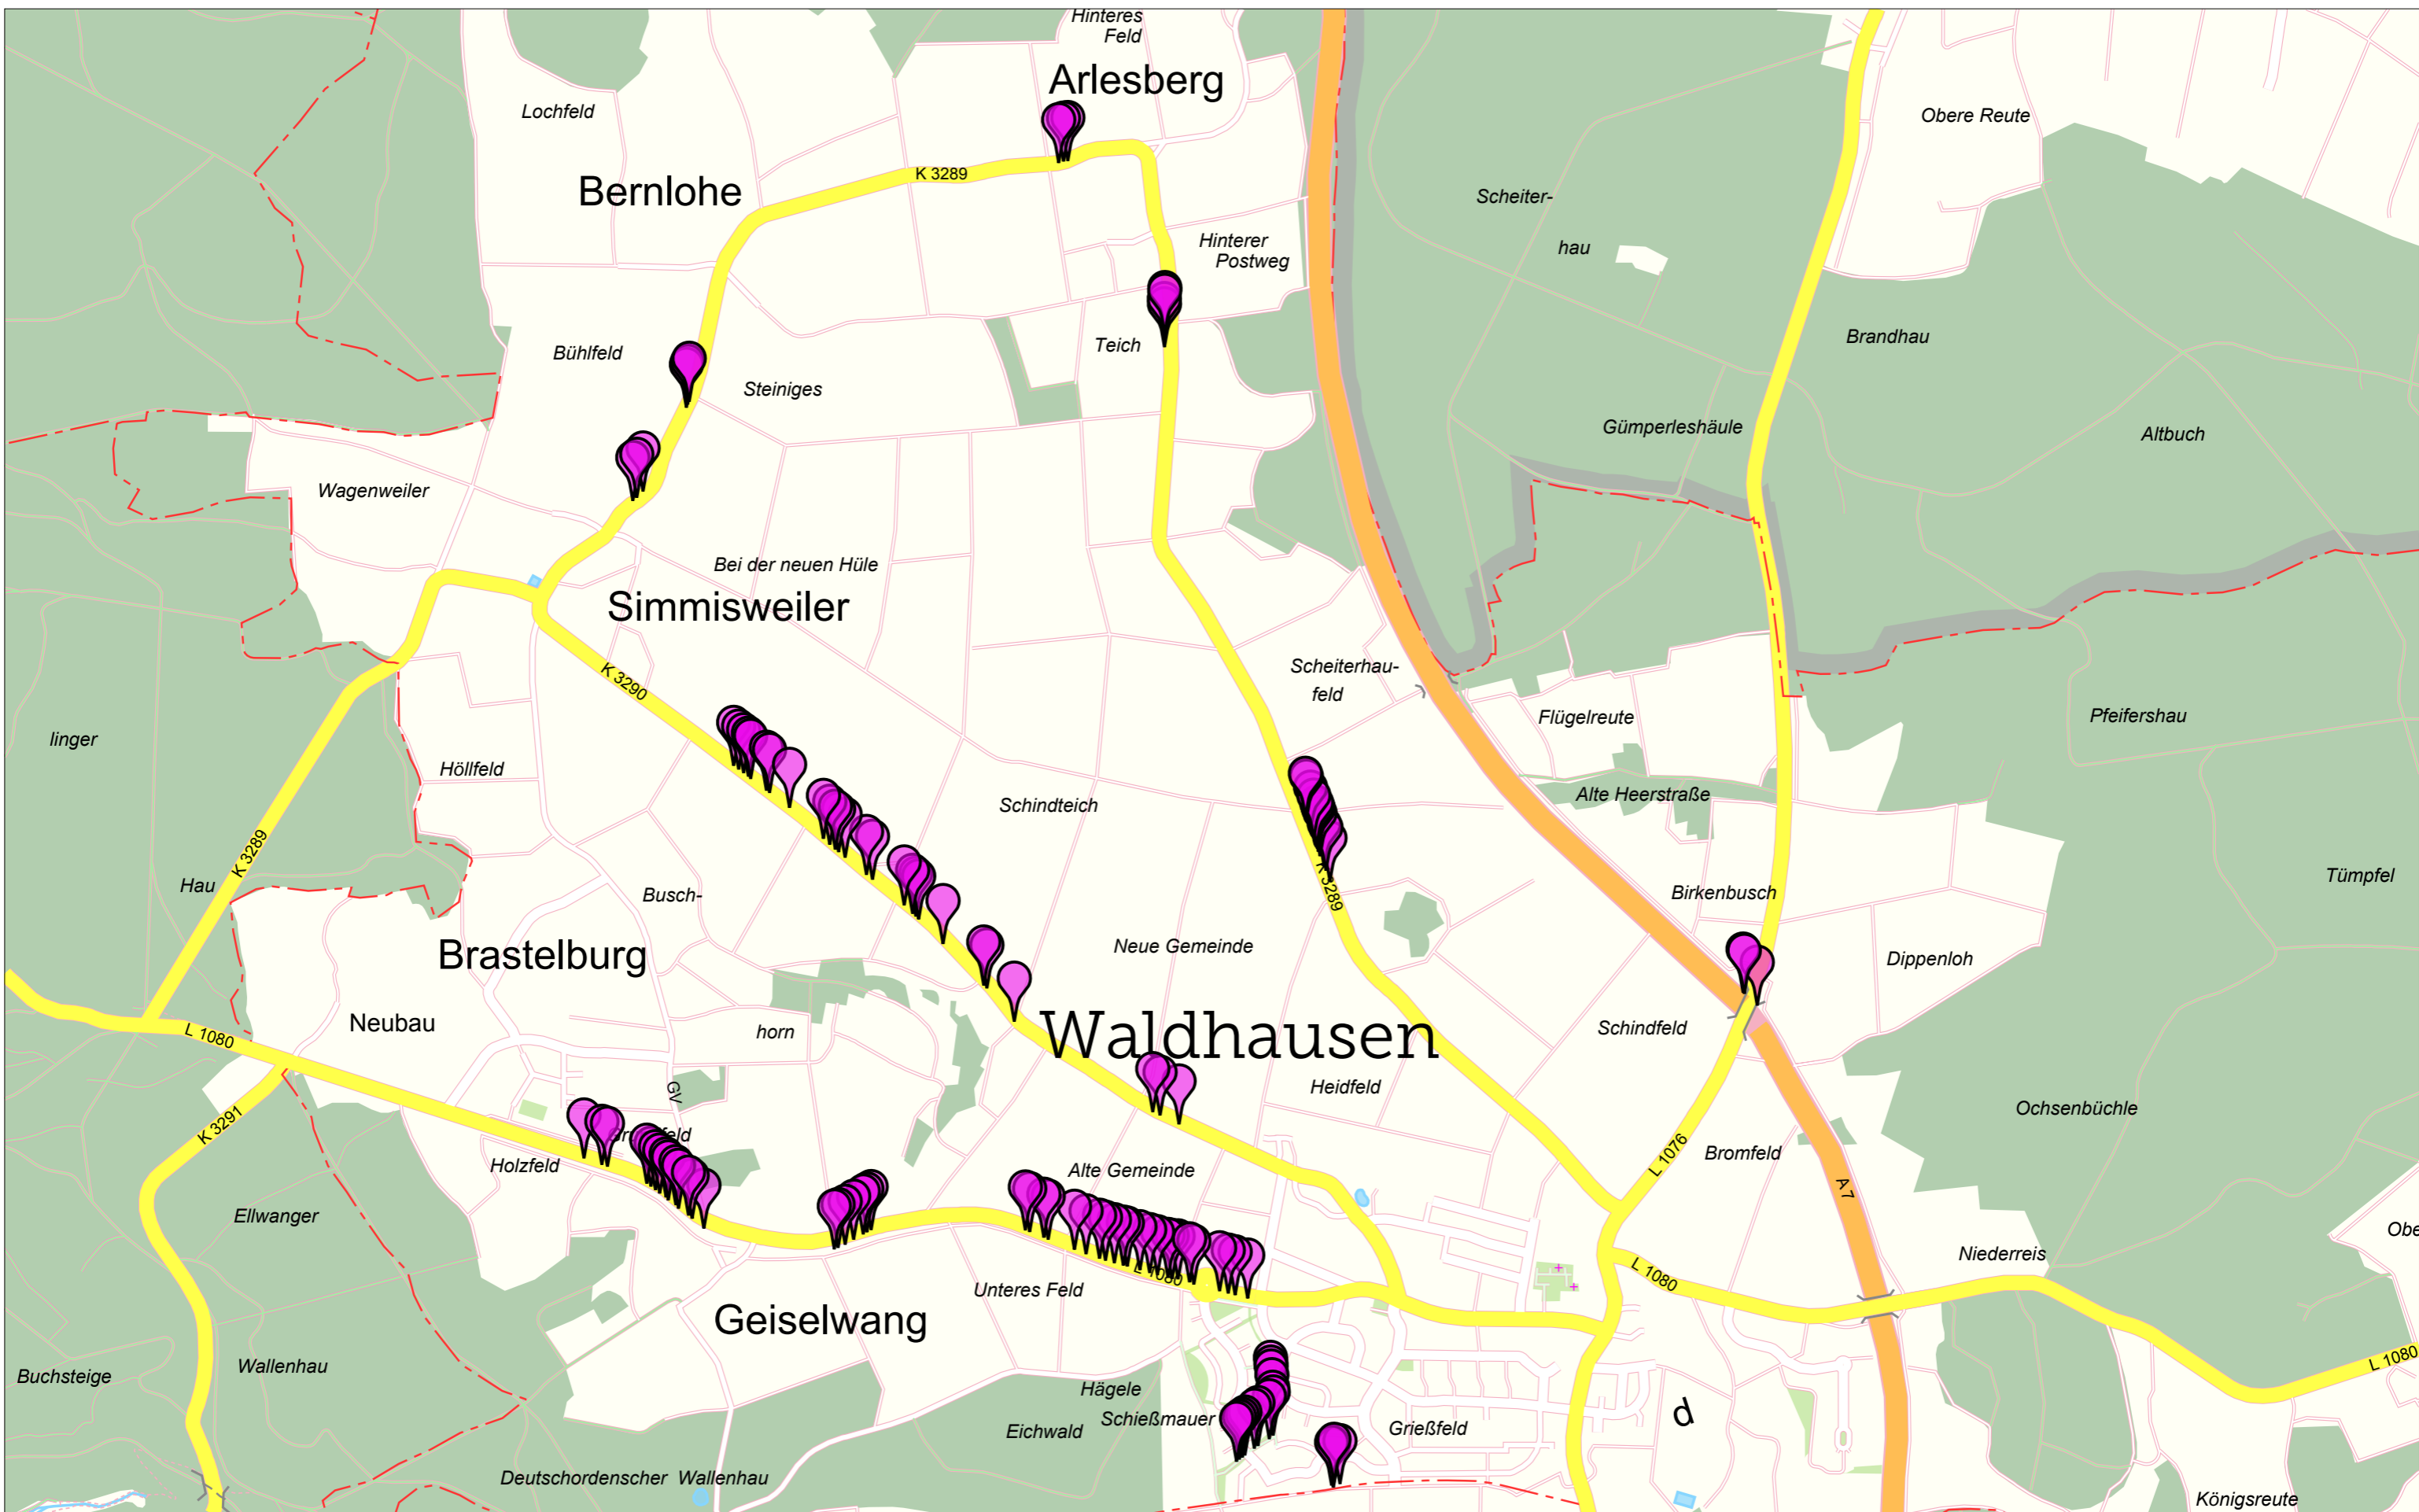 Hinteres
Feld
Arlesberg
Lochfeld
Obere Reute
K 3289
Bernlohe
Scheiter-
hau
Hinterer
Postweg
Bühlfeld
Teich
Brandhau
Steiniges
Gümperleshäule
Altbuch
Wagenweiler
Bei der neuen Hüle
Simmisweiler
K 3290
Scheiterhau-
feld
Flügelreute
Pfeifershau
linger
Höllfeld
Schindteich
Alte Heerstraße
K 3289
Hau
Busch-
K 3289
Birkenbusch
Tümpfel
Brastelburg
Neue Gemeinde
Dippenloh
Neubau
L 1080
horn
Waldhausen
Schindfeld
GV
Heidfeld
Ochsenbüchle
K 3291
Holzfeld
Alte Gemeinde
L 1076
Bromfeld
A 7
Ellwanger
Niederreis
Obe
Unteres Feld
L 1080
L 1080
Geiselwang
Buchsteige
Wallenhau
L 1080
Hägele
Schießmauer
Eichwald
Grießfeld
d
Deutschordenscher Wallenhau
Königsreute